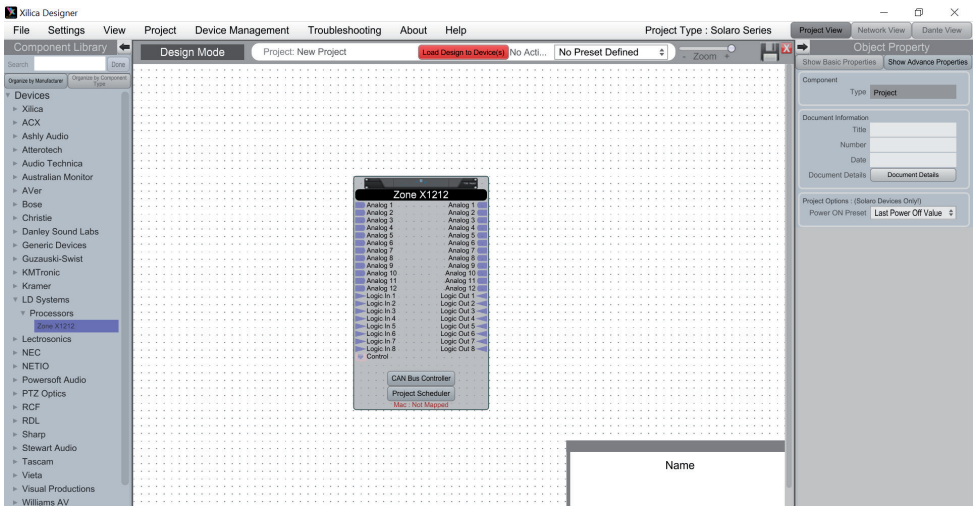 Xilica Designer
File Settings View Project Device Management Troubleshooting About Help Project Type : Solaro Series Project View Network View Dante View
Component Library
Design Mode
Project: New Project
Load Design to Device(s) No Acti...
No Preset Defined
- Zoom +
Object Property
Search Done
Organize by Manufacturer
Organize by Component Type
Devices
Xilica
ACX
Ashly Audio
Atterotech
Audio Technica
Australian Monitor
AVer
Bose
Christie
Danley Sound Labs
Generic Devices
Guzauski-Swist
KMTronic
Kramer
LD Systems
Processors
Zone X1212
Lectrosonics
NEC
NETIO
Powersoft Audio
PTZ Optics
RCF
RDL
Sharp
Stewart Audio
Tascam
Vieta
Visual Productions
Williams AV
Zone X1212
Analog 1 Analog 1
Analog 2 Analog 2
Analog 3 Analog 3
Analog 4 Analog 4
Analog 5 Analog 5
Analog 6 Analog 6
Analog 7 Analog 7
Analog 8 Analog 8
Analog 9 Analog 9
Analog 10 Analog 10
Analog 11 Analog 11
Analog 12 Analog 12
Logic In 1 Logic Out 1
Logic In 2 Logic Out 2
Logic In 3 Logic Out 3
Logic In 4 Logic Out 4
Logic In 5 Logic Out 5
Logic In 6 Logic Out 6
Logic In 7 Logic Out 7
Logic In 8 Logic Out 8
Control
CAN Bus Controller
Project Scheduler
Mac : Not Mapped
Name
Show Basic Properties Show Advance Properties
Component
Type Project
Document Information
Title
Number
Date
Document Details Document Details
Project Options : (Solaro Devices Only!)
Power ON Preset Last Power Off Value